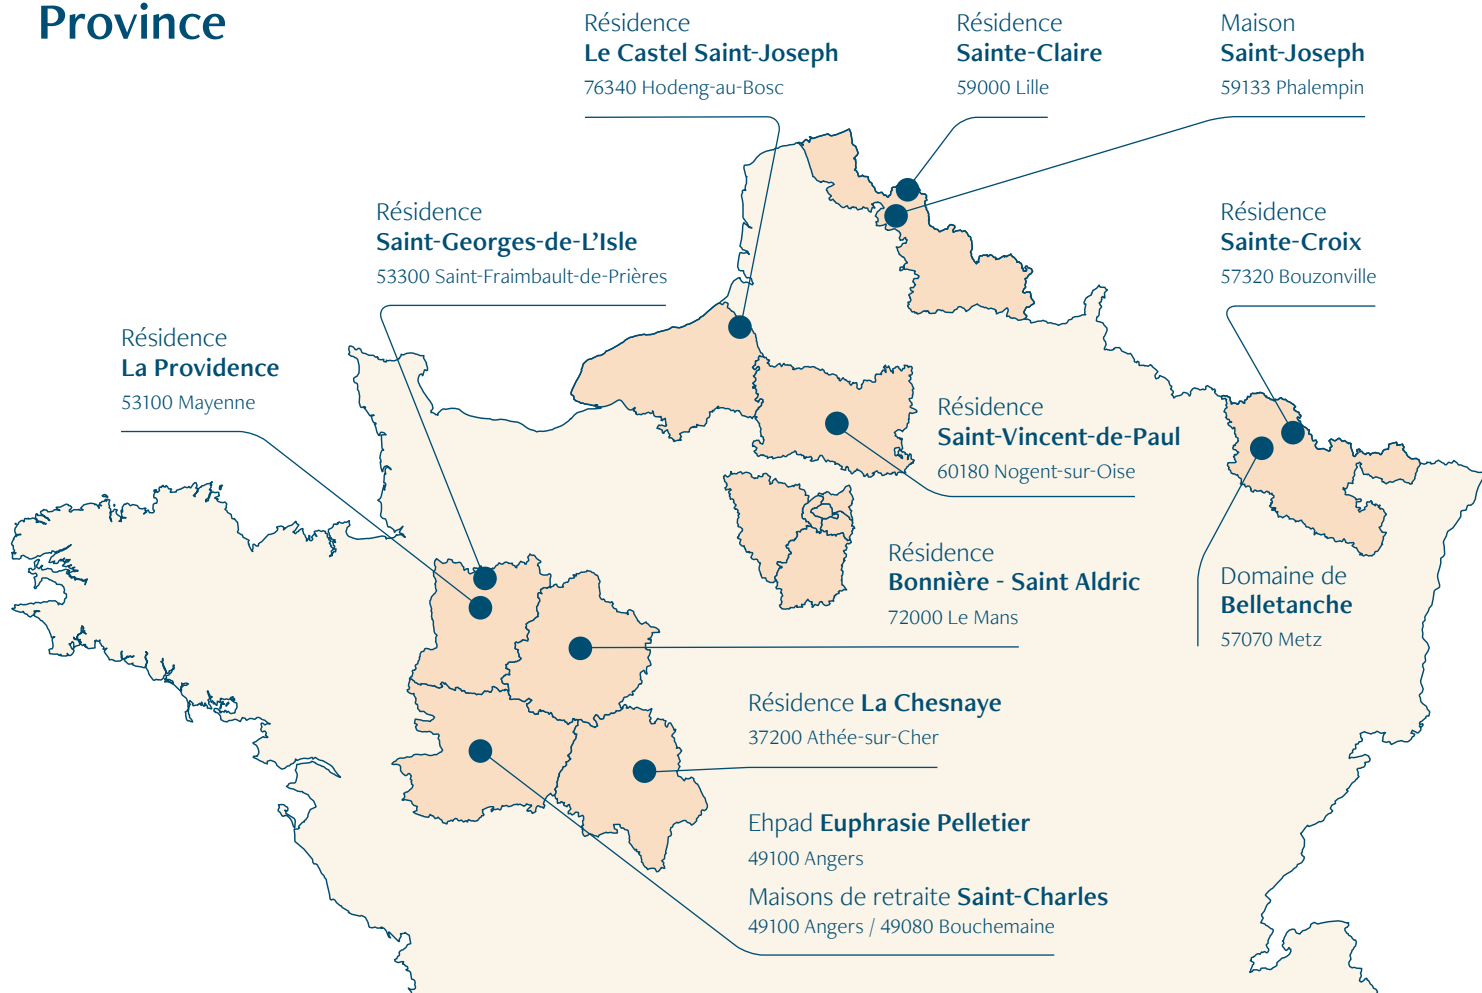 Province
Résidence
Le Castel Saint-Joseph
76340 Hodeng-au-Bosc
Résidence
Sainte-Claire
59000 Lille
Maison
Saint-Joseph
59133 Phalempin
Résidence
Saint-Georges-de-L’Isle
53300 Saint-Fraimbault-de-Prières
Résidence
Sainte-Croix
57320 Bouzonville
Résidence
La Providence
53100 Mayenne
Résidence
Saint-Vincent-de-Paul
60180 Nogent-sur-Oise
Résidence
Bonnière - Saint Aldric
72000 Le Mans
Domaine de
Belletanche
57070 Metz
Résidence La Chesnaye
37200 Athée-sur-Cher
Ehpad Euphrasie Pelletier
49100 Angers
Maisons de retraite Saint-Charles
49100 Angers / 49080 Bouchemaine